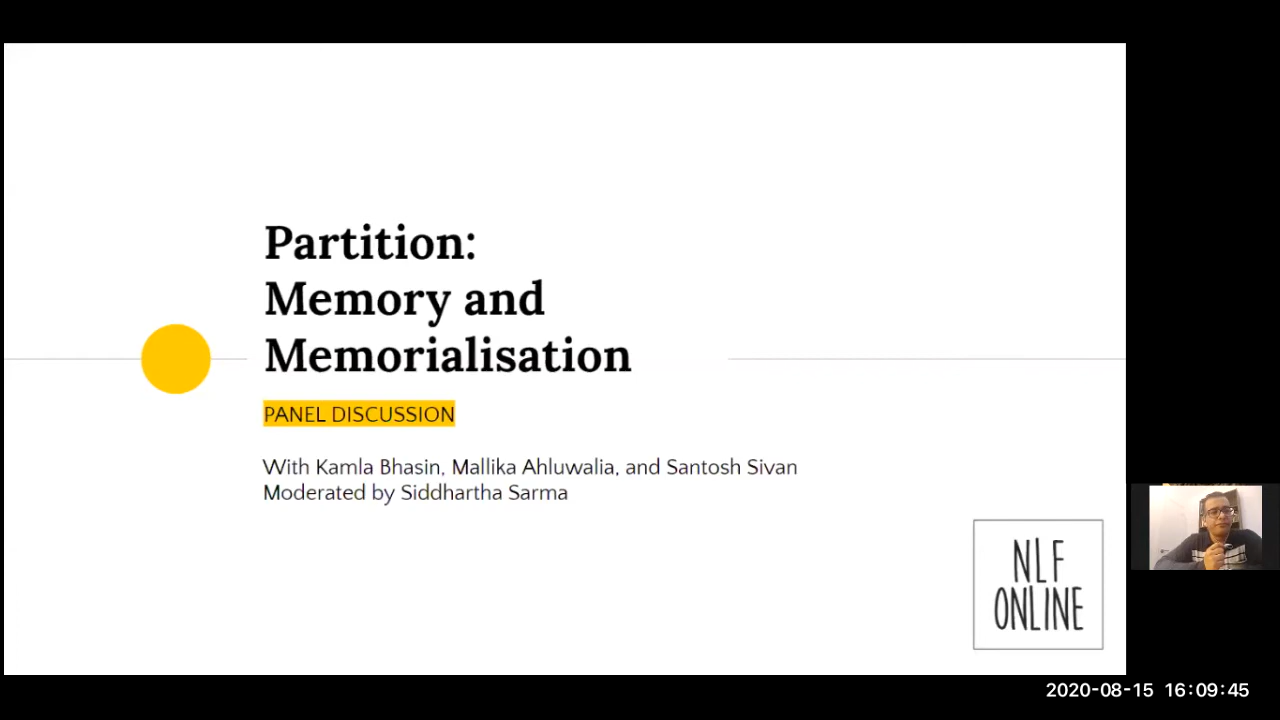 Partition:
Memory and
Memorialisation
PANEL DISCUSSION
With Kamla Bhasin, Mallika Ahluwalia, and Santosh Sivan
Moderated by Siddhartha Sarma
NLF
ONLINE
2020-08-15 16:09:45